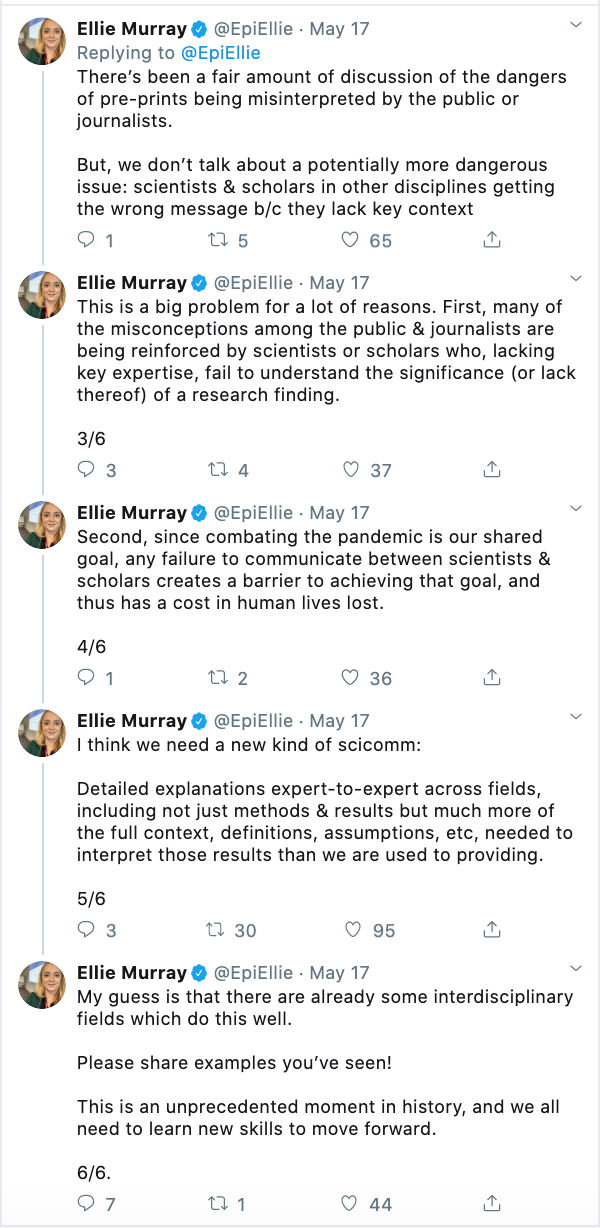 Ellie Murray @EpiEllie · May 17
Replying to @EpiEllie
There’s been a fair amount of discussion of the dangers
of pre-prints being misinterpreted by the public or
journalists.
But, we don’t talk about a potentially more dangerous
issue: scientists & scholars in other disciplines getting
the wrong message b/c they lack key context
1 5 65
Ellie Murray @EpiEllie · May 17
This is a big problem for a lot of reasons. First, many of
the misconceptions among the public & journalists are
being reinforced by scientists or scholars who, lacking
key expertise, fail to understand the significance (or lack
thereof) of a research finding.
3/6
3 4 37
Ellie Murray @EpiEllie · May 17
Second, since combating the pandemic is our shared
goal, any failure to communicate between scientists &
scholars creates a barrier to achieving that goal, and
thus has a cost in human lives lost.
4/6
1 2 36
Ellie Murray @EpiEllie · May 17
I think we need a new kind of scicomm:
Detailed explanations expert-to-expert across fields,
including not just methods & results but much more of
the full context, definitions, assumptions, etc, needed to
interpret those results than we are used to providing.
5/6
3 30 95
Ellie Murray @EpiEllie · May 17
My guess is that there are already some interdisciplinary
fields which do this well.
Please share examples you’ve seen!
This is an unprecedented moment in history, and we all
need to learn new skills to move forward.
6/6.
7 1 44